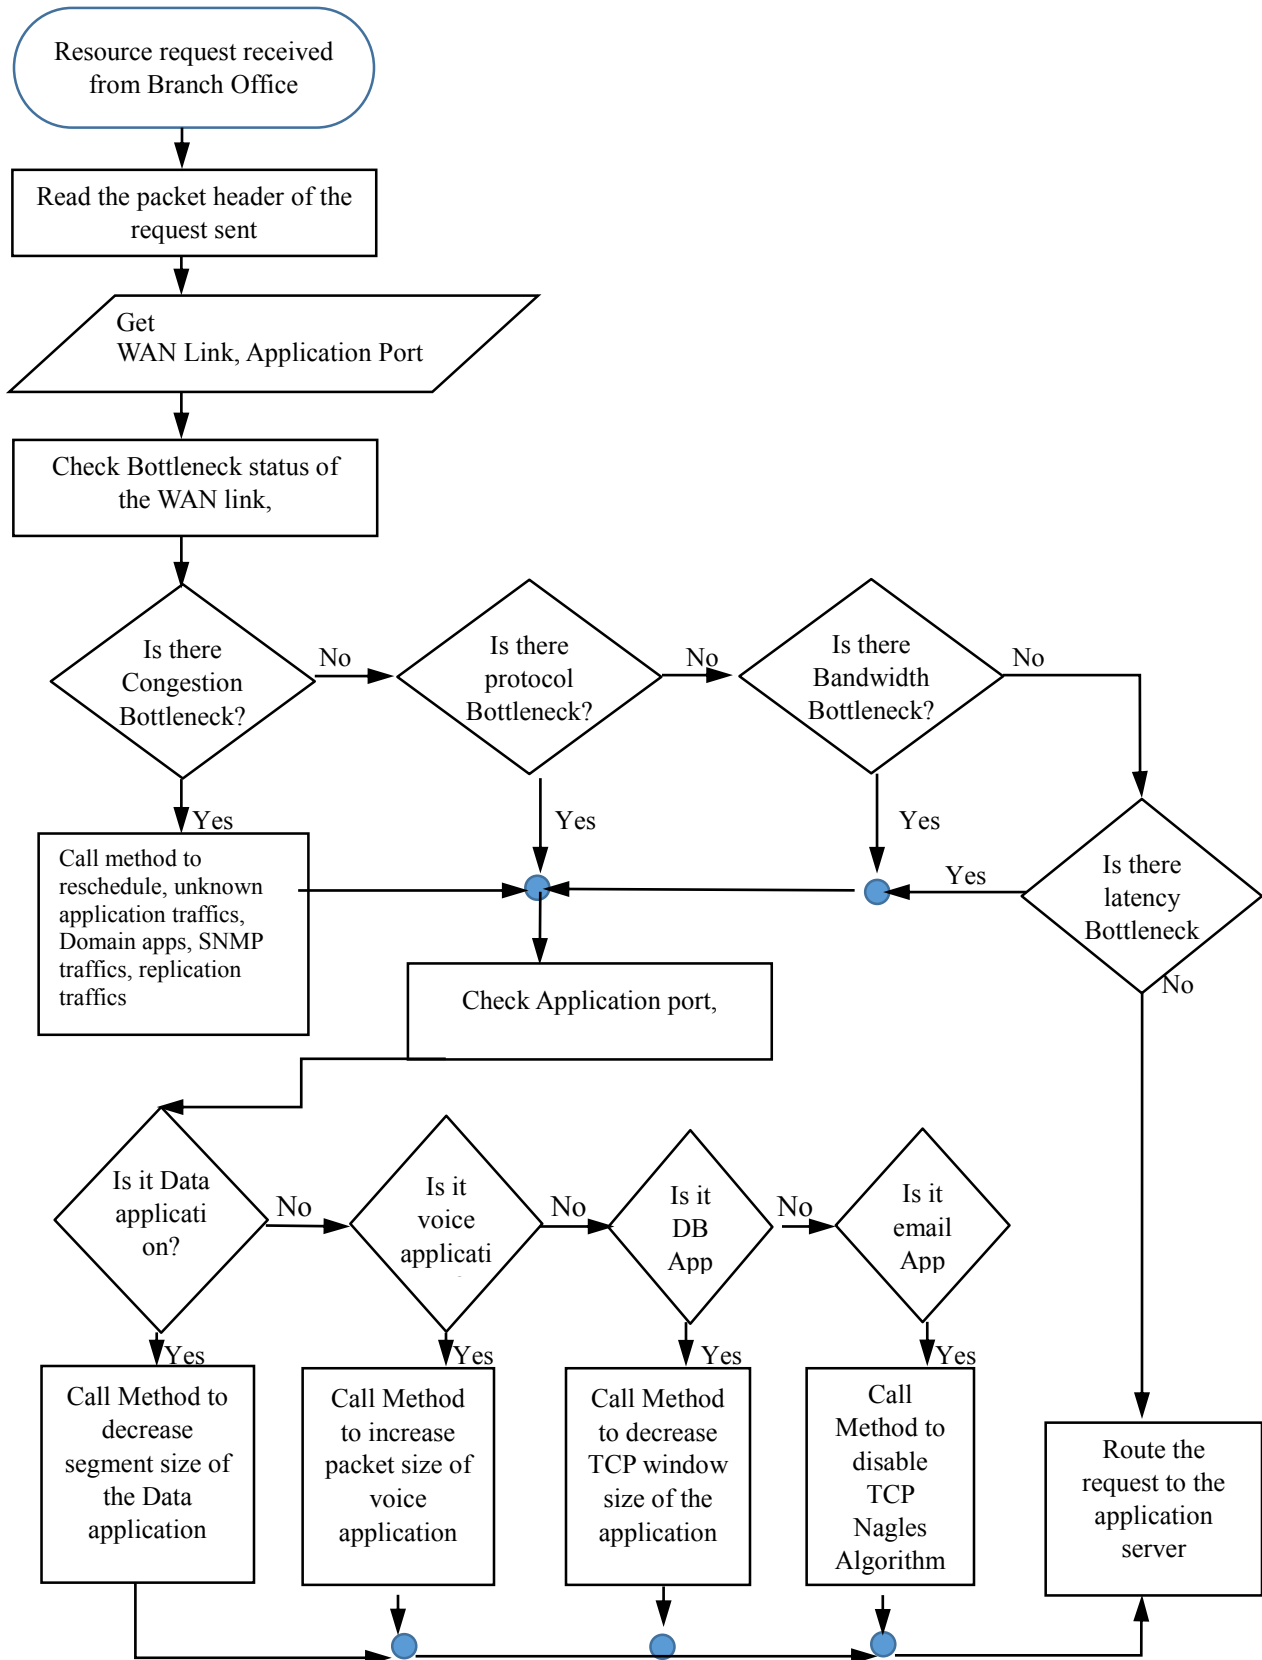 Resource request received
from Branch Office
Read the packet header of the
request sent
Get
WAN Link, Application Port
Check Bottleneck status of
the WAN link,
Is there
Congestion
Bottleneck?
No
Is there
protocol
Bottleneck?
No
Is there
Bandwidth
Bottleneck?
No
Yes
Yes
Yes
Call method to
reschedule, unknown
application traffics,
Domain apps, SNMP
traffics, replication
traffics
Yes
Is there
latency
Bottleneck
No
Check Application port,
Is it Data
applicati
on?
No
Is it
voice
applicati
No
Is it
DB
App
No
Is it
email
App
Yes
Yes
Yes
Yes
Call Method to
decrease
segment size of
the Data
application
Call Method
to increase
packet size of
voice
application
Call Method
to decrease
TCP window
size of the
application
Call
Method to
disable
TCP
Nagles
Algorithm
Route the
request to the
application
server